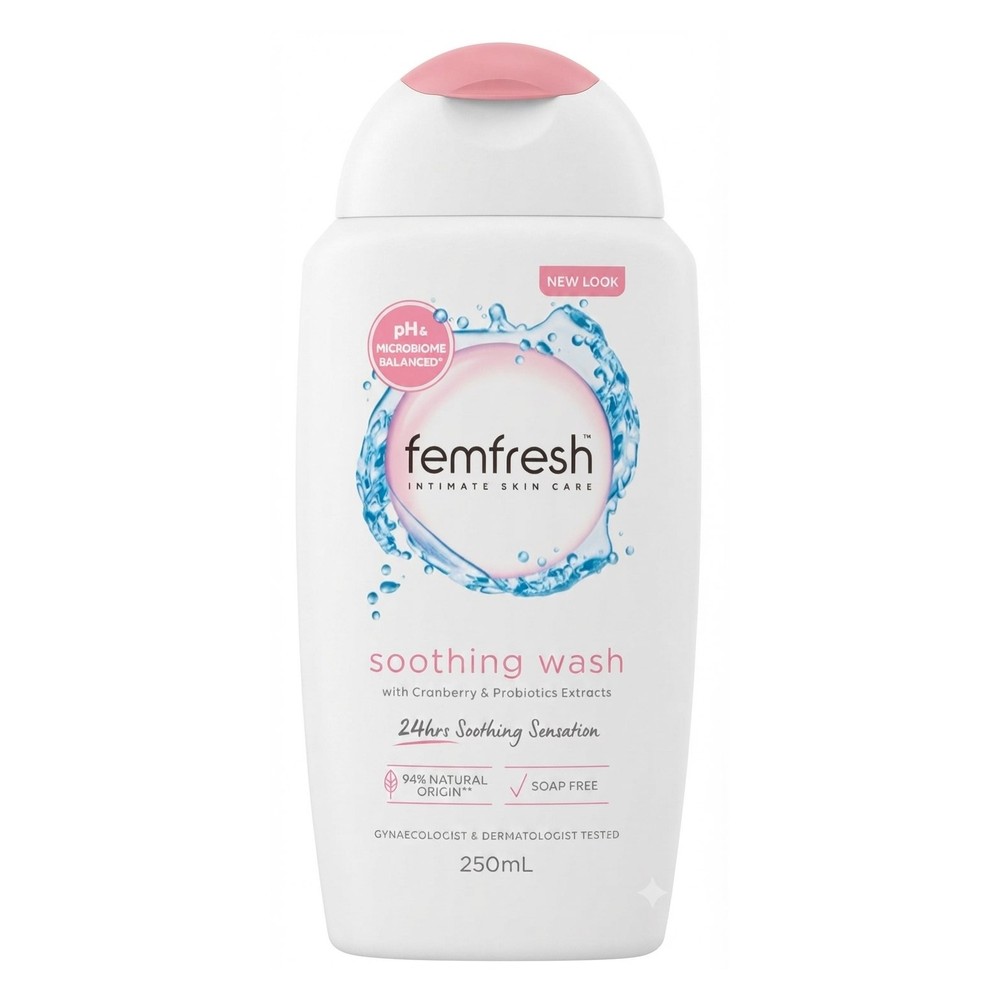 NEW LOOK
pH &
MICROBIOME
BALANCED*
femfresh™
INTIMATE SKIN CARE
soothing wash
with Cranberry & Probiotics Extracts
24hrs Soothing Sensation
94% NATURAL
ORIGIN**
SOAP FREE
GYNAECOLOGIST & DERMATOLOGIST TESTED
250mL